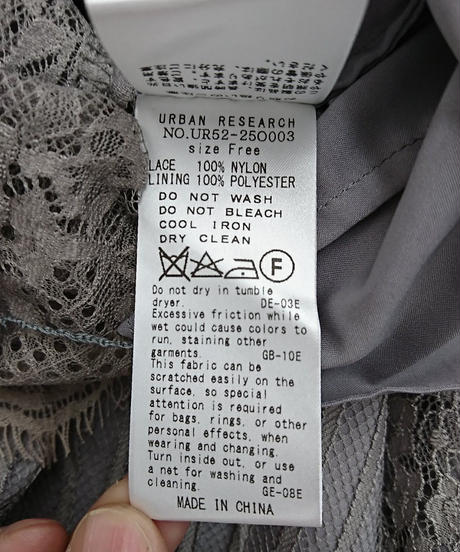 URBAN RESEARCH
NO.UR52-25O003
size Free
LACE 100% NYLON
LINING 100% POLYESTER
DO NOT WASH
DO NOT BLEACH
COOL IRON
DRY CLEAN
F
Do not dry in tumble
dryer. DE-03E
Excessive friction while
wet could cause colors to
run, staining other
garments. GB-10E
This fabric can be
scratched easily on the
surface, so special
attention is required
for bags, rings, or other
personal effects, when
wearing and changing.
Turn inside out, or use
a net for washing and
cleaning. GE-08E
MADE IN CHINA